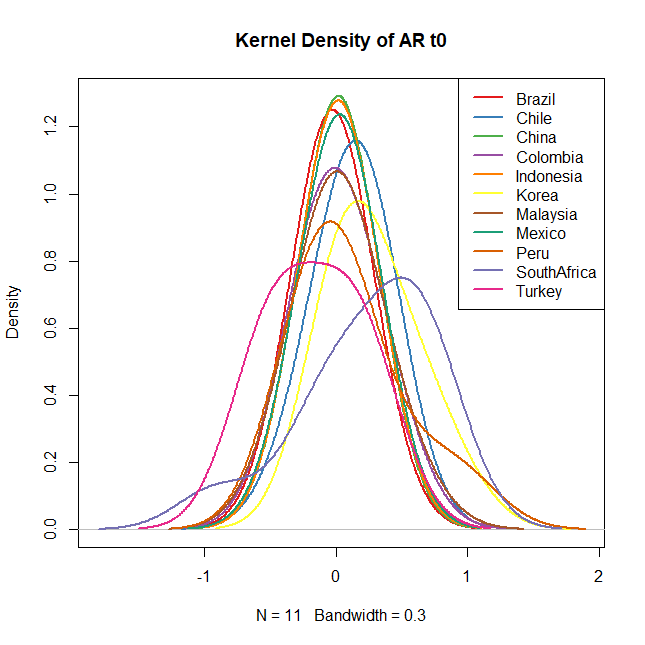 Kernel Density of AR t0
Brazil
Chile
China
Colombia
Indonesia
Korea
Malaysia
Mexico
Peru
SouthAfrica
Turkey
Density
0.0 0.2 0.4 0.6 0.8 1.0 1.2
-1 0 1 2
N = 11 Bandwidth = 0.3